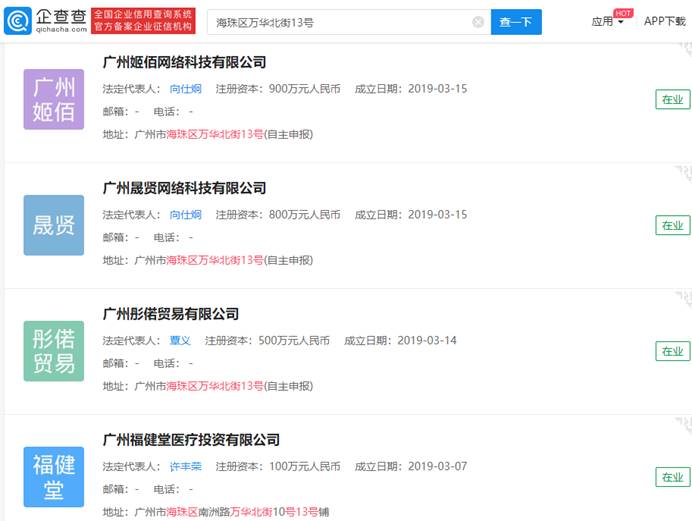 企查查
qichacha.com
全国企业信用查询系统
官方备案企业征信机构
海珠区万华北街13号
查一下
应用
HOT
APP下载
广州姬佰
广州姬佰网络科技有限公司
法定代表人： 向仕炯 注册资本：900万元人民币 成立日期：2019-03-15
邮箱：- 电话：-
地址：广州市海珠区万华北街13号(自主申报)
在业
晟贤
广州晟贤网络科技有限公司
法定代表人： 向仕炯 注册资本：800万元人民币 成立日期：2019-03-15
邮箱：- 电话：-
地址：广州市海珠区万华北街13号(自主申报)
在业
彤偌
贸易
广州彤偌贸易有限公司
法定代表人： 覃义 注册资本：500万元人民币 成立日期：2019-03-14
邮箱：- 电话：-
地址：广州市海珠区万华北街13号(自主申报)
在业
福健
堂
广州福健堂医疗投资有限公司
法定代表人： 许丰荣 注册资本：100万元人民币 成立日期：2019-03-07
邮箱：- 电话：-
地址：广州市海珠区南洲路万华北街10号13号铺
在业